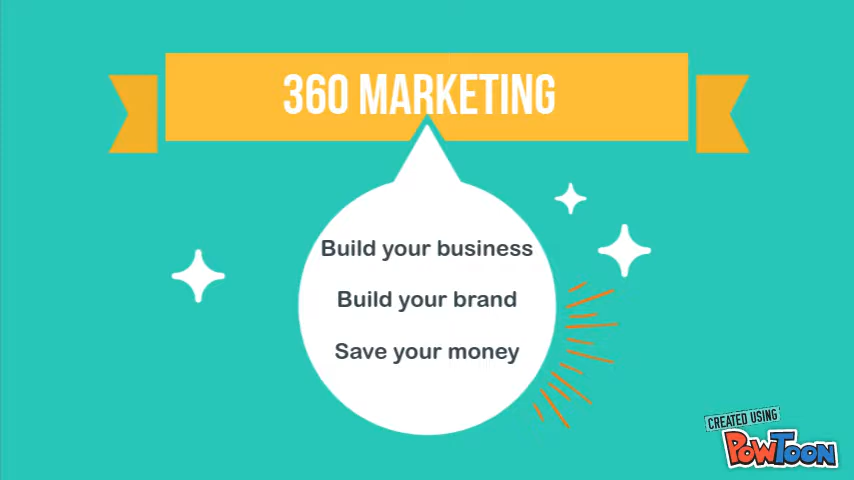 360 MARKETING
Build your business
Build your brand
Save your money
CREATED USING
POWTOON